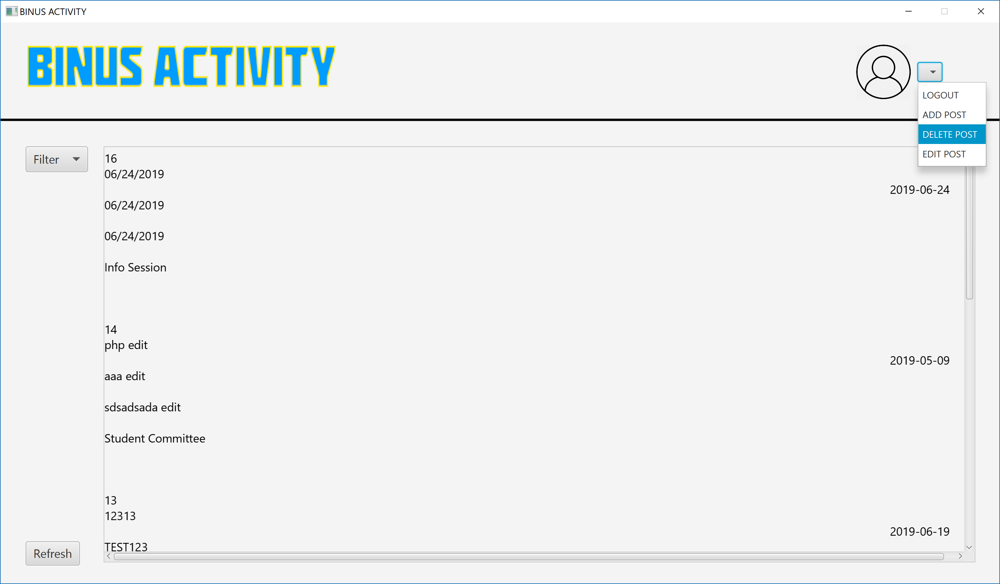 BINUS ACTIVITY
BINUS ACTIVITY
LOGOUT
ADD POST
DELETE POST
EDIT POST
Filter
16
06/24/2019
2019-06-24
06/24/2019
06/24/2019
Info Session
14
php edit
2019-05-09
aaa edit
sdsadsada edit
Student Committee
13
12313
2019-06-19
TEST123
Refresh